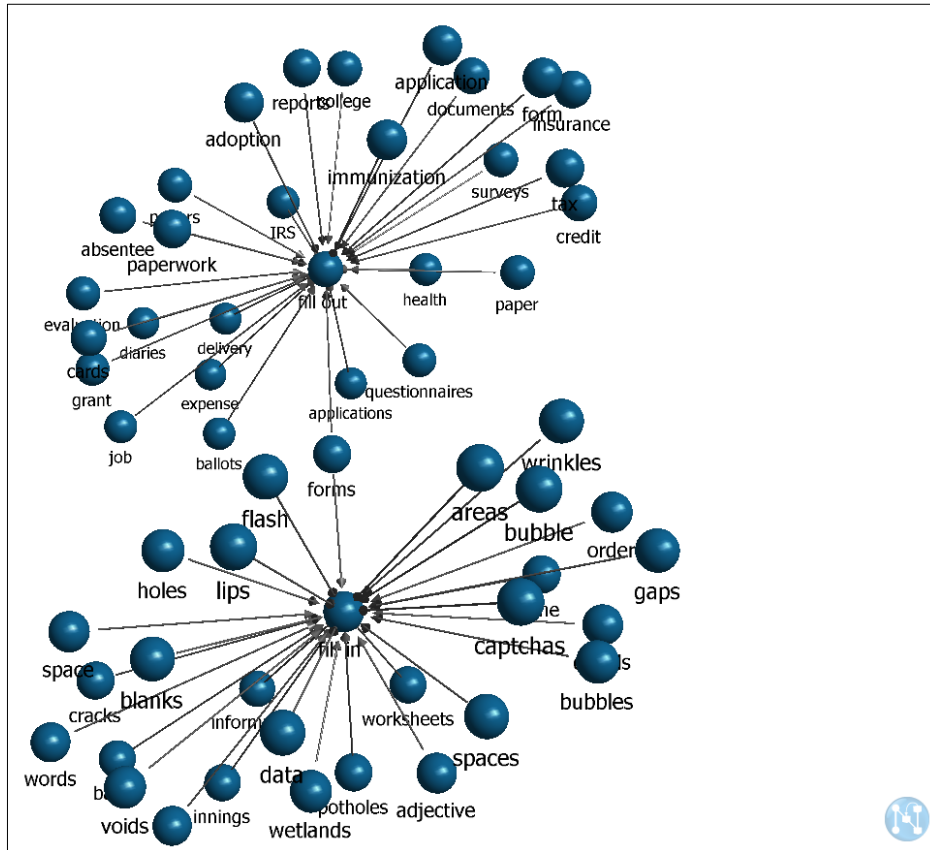 application
reports
college
documents
form
insurance
adoption
immunization
surveys
tax
IRS
credit
absentee
paperwork
fill out
health
paper
evaluation
diaries
delivery
cards
grant
expense
applications
questionnaires
job
ballots
forms
wrinkles
flash
areas
bubble
order
holes
lips
gaps
captchas
fill in
space
blanks
cracks
bubbles
worksheets
spaces
words
data
innings
potholes
adjective
voids
wetlands